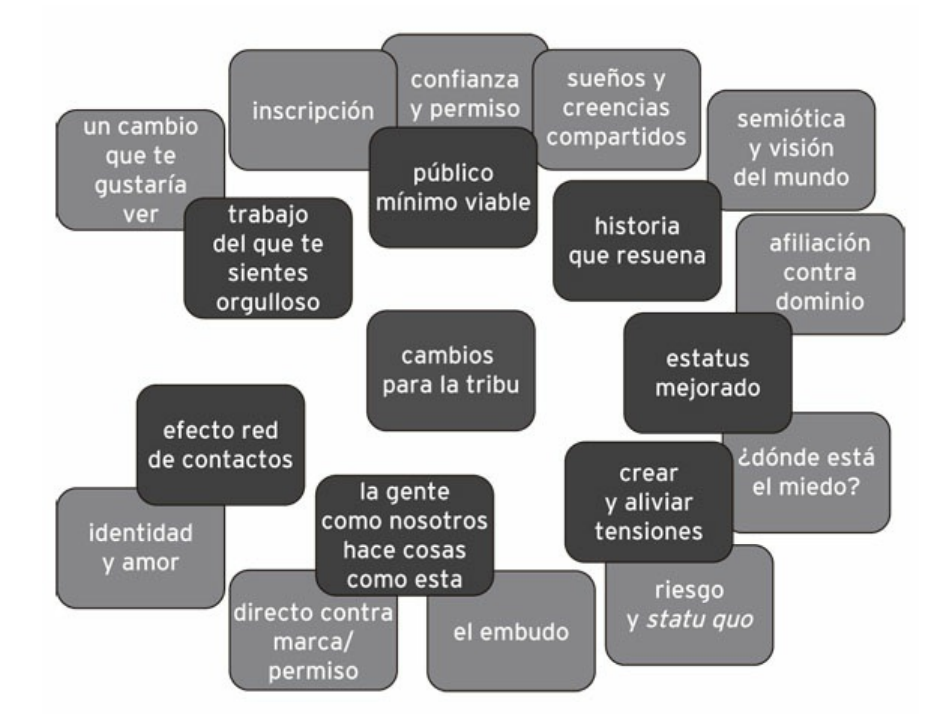 confianza
y permiso
inscripción
sueños y
creencias
compartidos
semiótica
y visión
del mundo
un cambio
que te
gustaría
ver
público
mínimo viable
trabajo
del que te
sientes
orgulloso
historia
que resuena
afiliación
contra
dominio
cambios
para la tribu
estatus
mejorado
efecto red
de contactos
¿dónde está
el miedo?
crear
y aliviar
tensiones
la gente
como nosotros
hace cosas
como esta
identidad
y amor
riesgo
y statu quo
directo contra
marca/
permiso
el embudo